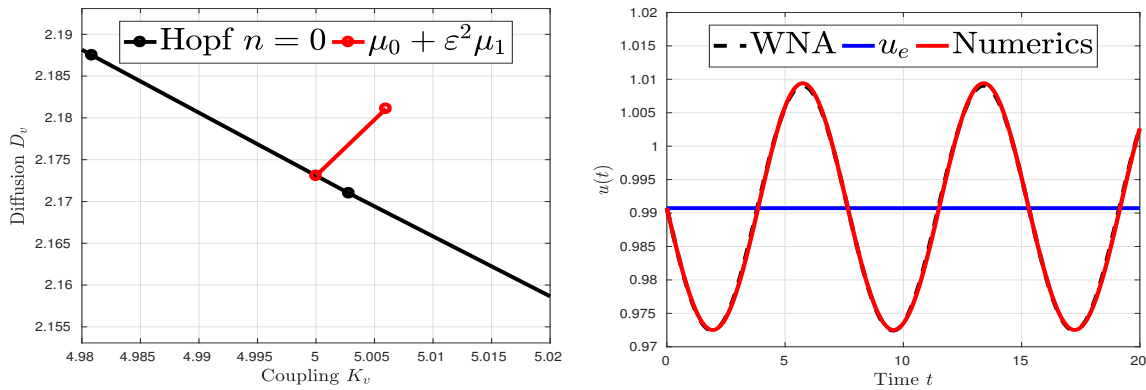 Hopf n = 0 μ₀ + ε²μ₁
2.19
2.185
2.18
2.175
2.17
2.165
2.16
2.155
Diffusion D_v
4.98 4.985 4.99 4.995 5 5.005 5.01 5.015 5.02
Coupling K_v
WNA u_e Numerics
1.02
1.015
1.01
1.005
1
0.995
0.99
0.985
0.98
0.975
0.97
u(t)
0 5 10 15 20
Time t